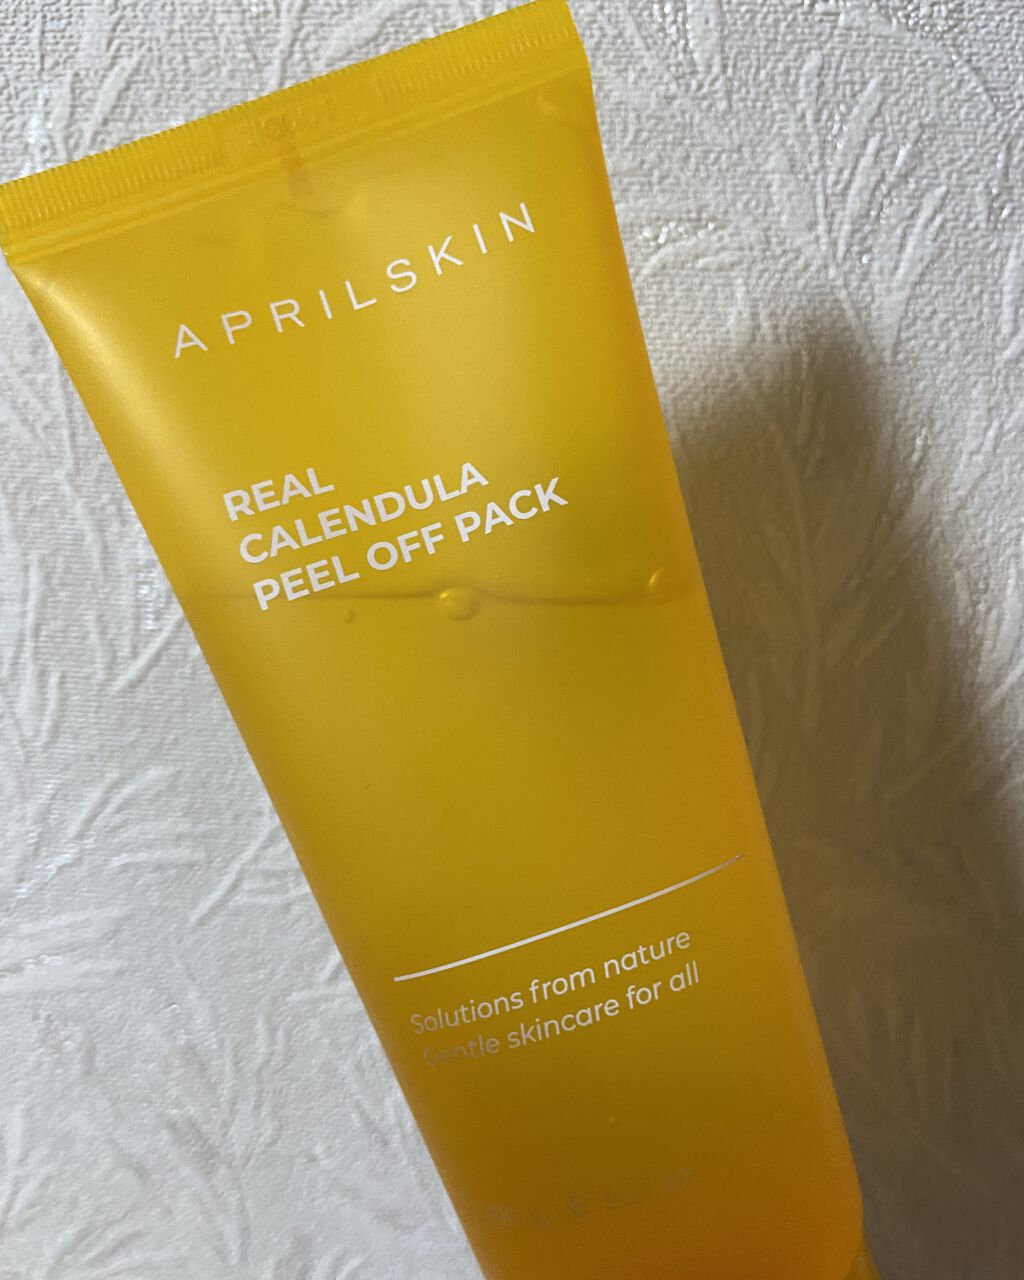 APRILSKIN
REAL
CALENDULA
PEEL OFF PACK
Solutions from nature
Gentle skincare for all